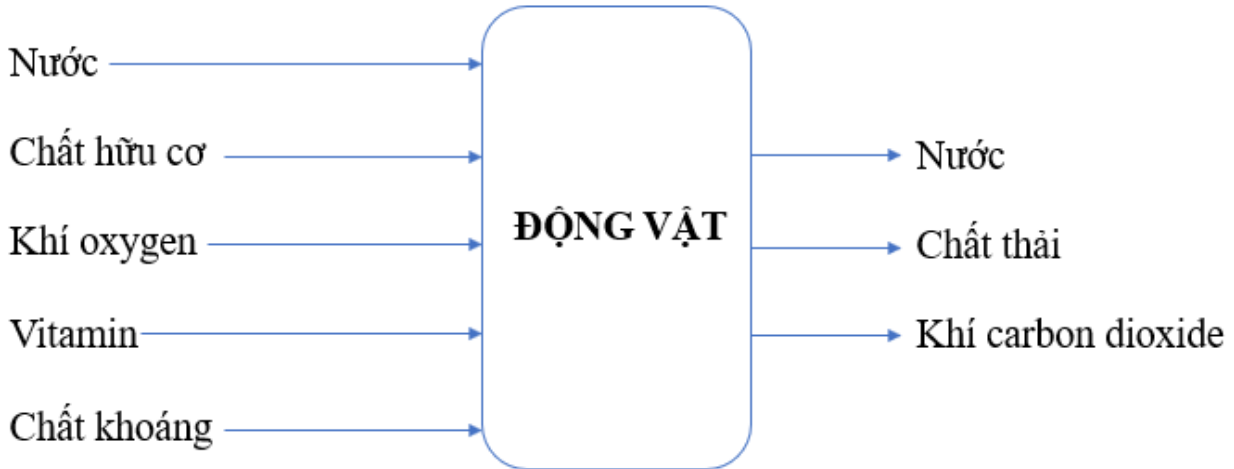 Nước
Chất hữu cơ
Khí oxygen
Vitamin
Chất khoáng
ĐỘNG VẬT
Nước
Chất thải
Khí carbon dioxide